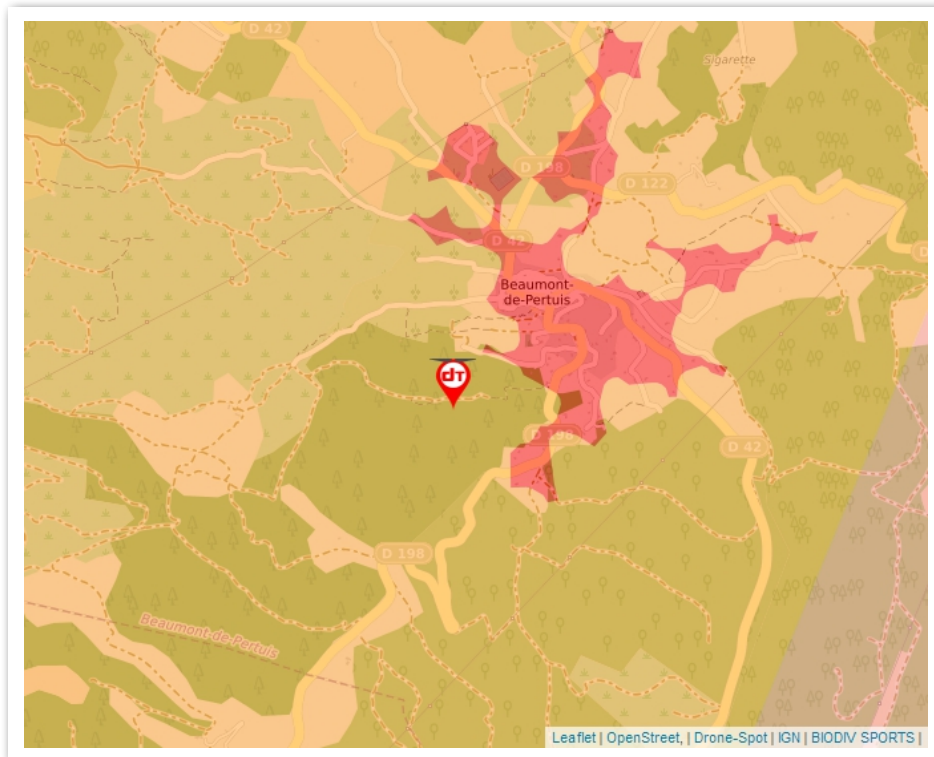 D 42
Sigarette
D 198
D 122
D 42
Beaumont-
de-Pertuis
dT
D 198
D 42
D 198
Beaumont-de-Pertuis
Leaflet | OpenStreet, | Drone-Spot | IGN | BIODIV SPORTS |